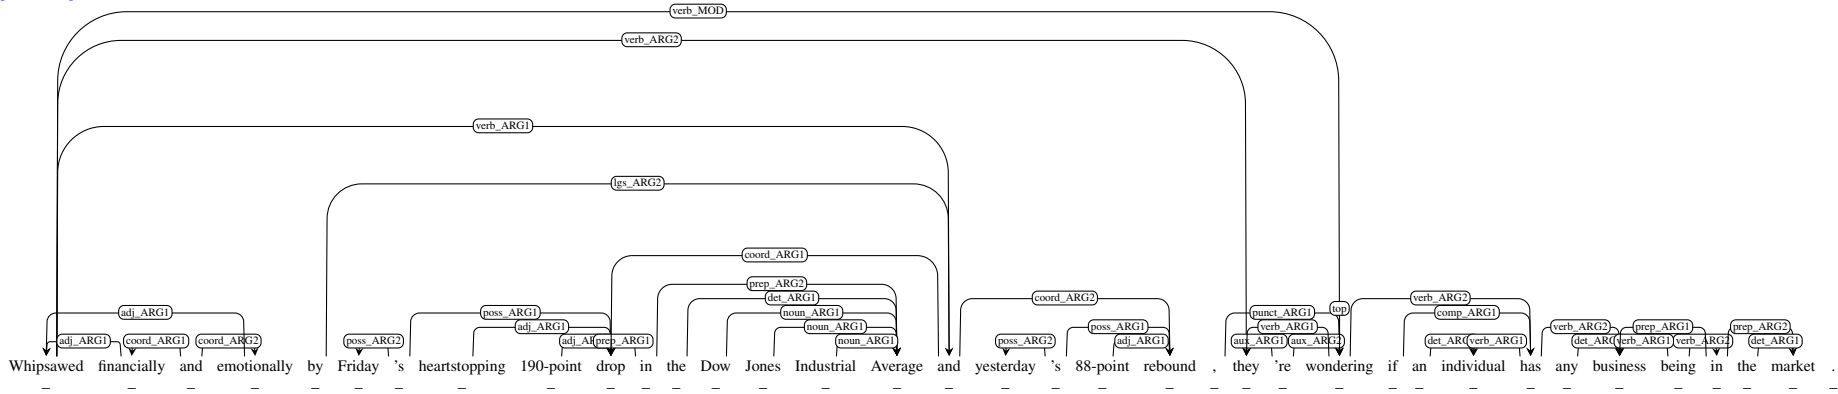 verb_MOD
verb_ARG2
verb_ARG1
lgs_ARG2
coord_ARG1
prep_ARG2
det_ARG1 coord_ARG2 verb_ARG2
top
adj_ARG1 poss_ARG1 noun_ARG1 punct_ARG1 comp_ARG1
adj_ARG1 noun_ARG1 poss_ARG1 verb_ARG1 verb_ARG2 prep_ARG1 prep_ARG2
adj_ARG1 coord_ARG1 coord_ARG2 poss_ARG2 prep_ARG1 noun_ARG1 poss_ARG2 adj_ARG1 aux_ARG1 aux_ARG2 verb_ARG1 verb_ARG1 verb_ARG2 det_ARG1
Whipsawed financially and emotionally by Friday 's heartstopping 190-point drop in the Dow Jones Industrial Average and yesterday 's 88-point rebound , they 're wondering if an individual has any business being in the market .
_ _ _ _ _ _ _ _ _ _ _ _ _ _ _ _ _ _ _ _ _ _ _ _ _ _ _ _ _ _ _ _ _ _ _ _